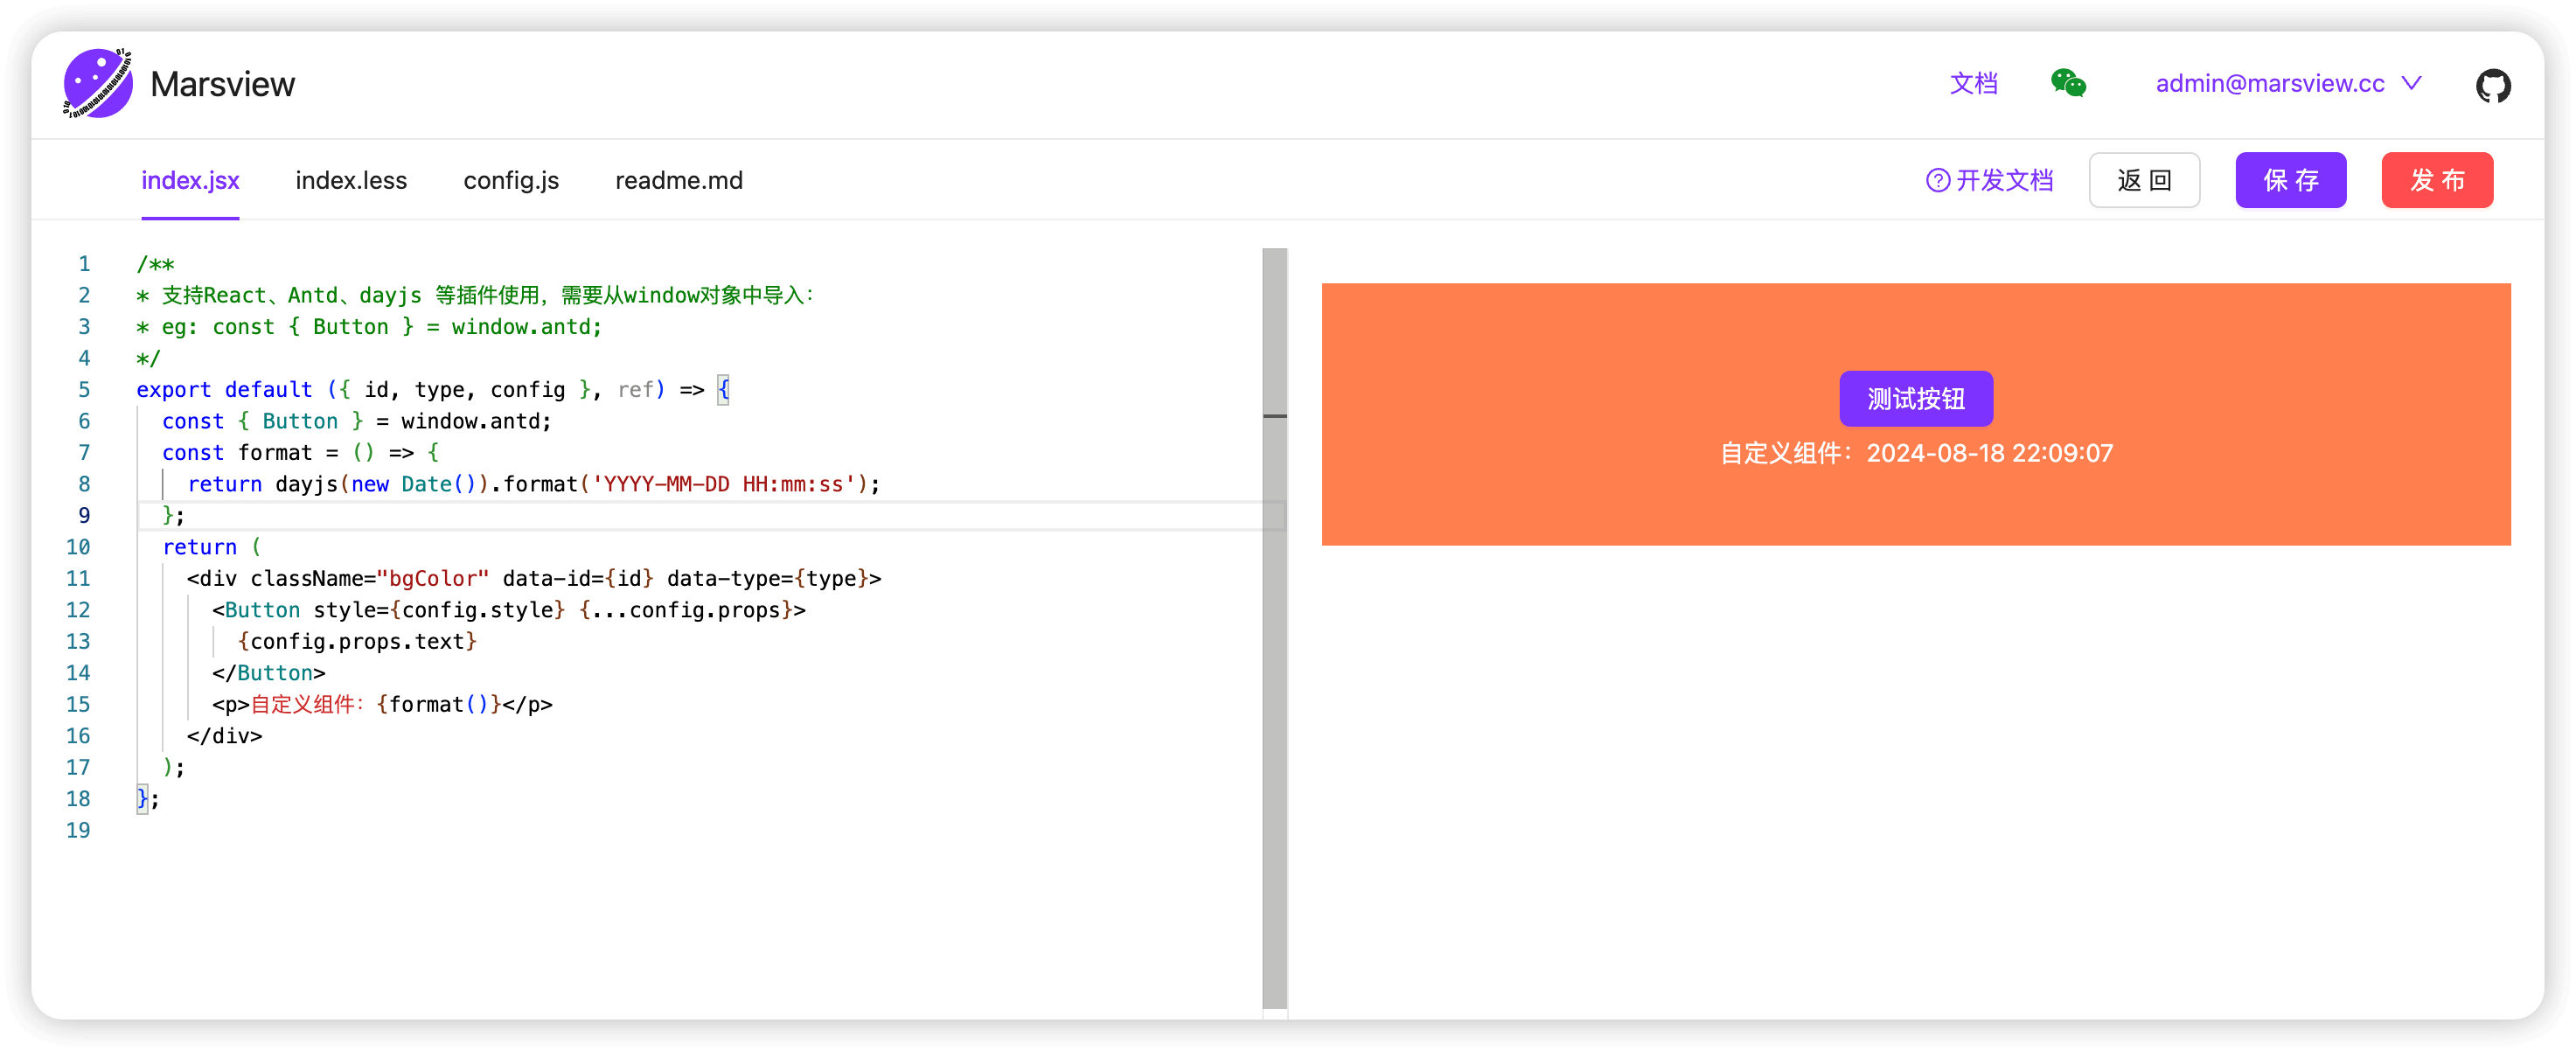 Marsview
文档
admin@marsview.cc
index.jsx index.less config.js readme.md
开发文档
返 回
保 存
发 布
1 /**
2 * 支持React、Antd、dayjs 等插件使用，需要从window对象中导入：
3 * eg: const { Button } = window.antd;
4 */
5 export default ({ id, type, config }, ref) => {
6 const { Button } = window.antd;
7 const format = () => {
8 return dayjs(new Date()).format('YYYY-MM-DD HH:mm:ss');
9 };
10 return (
11 <div className="bgColor" data-id={id} data-type={type}>
12 <Button style={config.style} {...config.props}>
13 {config.props.text}
14 </Button>
15 <p>自定义组件：{format()}</p>
16 </div>
17 );
18 };
19
测试按钮
自定义组件：2024-08-18 22:09:07